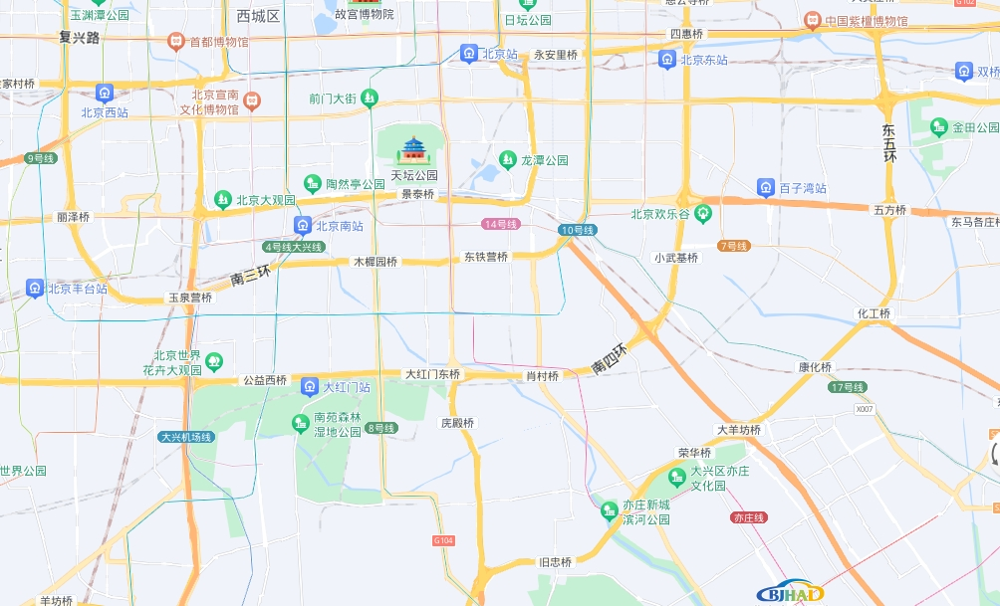 玉渊潭公园
西城区
故宫博物院
日坛公园
G102
中国紫檀博物馆
复兴路
首都博物馆
四惠桥
北京站
永安里桥
北京东站
双桥
北京西站
北京宣南
文化博物馆
前门大街
金田公园
东五环
9号线
龙潭公园
天坛公园
陶然亭公园
百子湾站
景泰桥
北京大观园
丽泽桥
北京南站
14号线
10号线
北京欢乐谷
五方桥
东马各庄
4号线大兴线
7号线
木樨园桥
东铁营桥
小武基桥
南三环
北京丰台站
玉泉营桥
化工桥
北京世界
花卉大观园
南四环
康化桥
公益西桥
大红门站
大红门东桥
肖村桥
17号线
X007
南苑森林
湿地公园
8号线
庑殿桥
大羊坊桥
大兴机场线
荣华桥
世界公园
大兴区亦庄
文化园
亦庄新城
滨河公园
亦庄线
G104
旧忠桥
羊坊桥
BJHAL